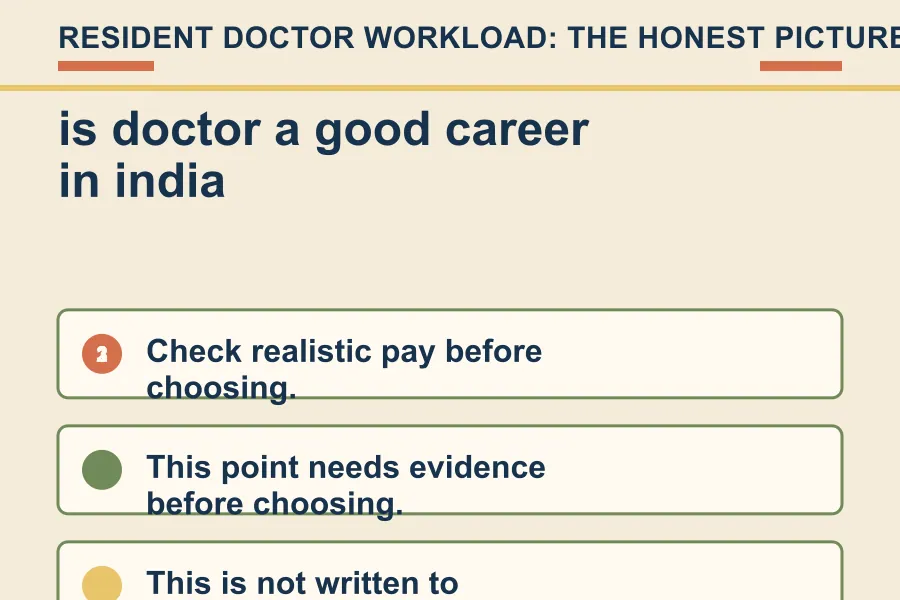 RESIDENT DOCTOR WORKLOAD: THE HONEST PICTURE
is doctor a good career
in india
Check realistic pay before
choosing.
This point needs evidence
before choosing.
This is not written to